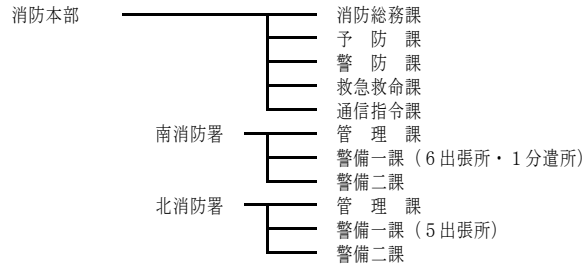 消防本部 消防総務課
予 防 課
警 防 課
救急救命課
通信指令課
南消防署 管 理 課
警備一課（６出張所・１分遣所）
警備二課
北消防署 管 理 課
警備一課（５出張所）
警備二課